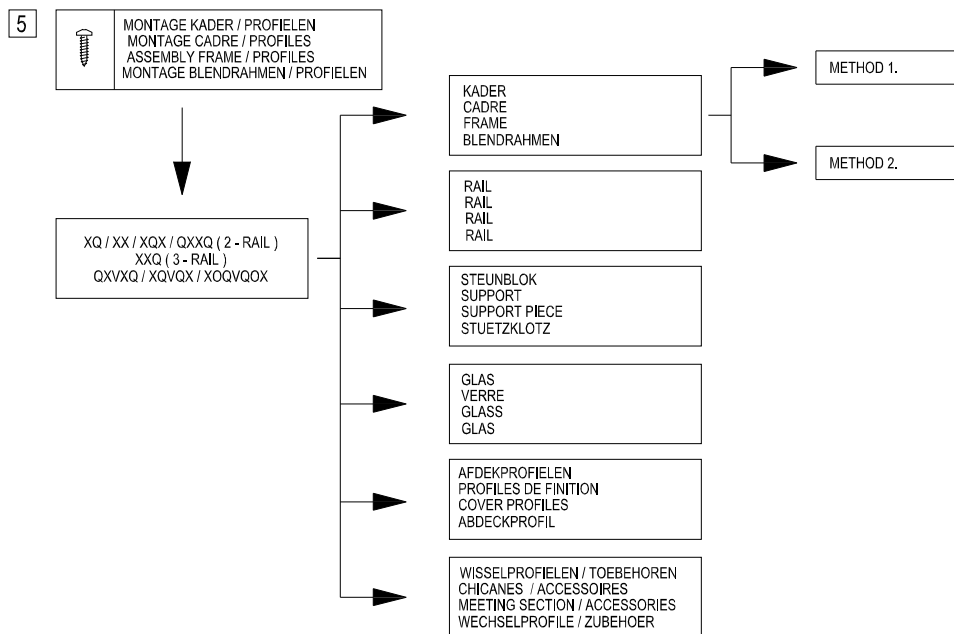 5
MONTAGE KADER / PROFIELEN
MONTAGE CADRE / PROFILES
ASSEMBLY FRAME / PROFILES
MONTAGE BLENDRAHMEN / PROFIELEN
XQ / XX / XQX / QXXQ ( 2 - RAIL )
XXQ ( 3 - RAIL )
QXVXQ / XQVQX / XOQVQOX
KADER
CADRE
FRAME
BLENDRAHMEN
METHOD 1.
METHOD 2.
RAIL
RAIL
RAIL
RAIL
STEUNBLOK
SUPPORT
SUPPORT PIECE
STUETZKLOTZ
GLAS
VERRE
GLASS
GLAS
AFDEKPROFIELEN
PROFILES DE FINITION
COVER PROFILES
ABDECKPROFIL
WISSELPROFIELEN / TOEBEHOREN
CHICANES / ACCESSOIRES
MEETING SECTION / ACCESSORIES
WECHSELPROFILE / ZUBEHOER